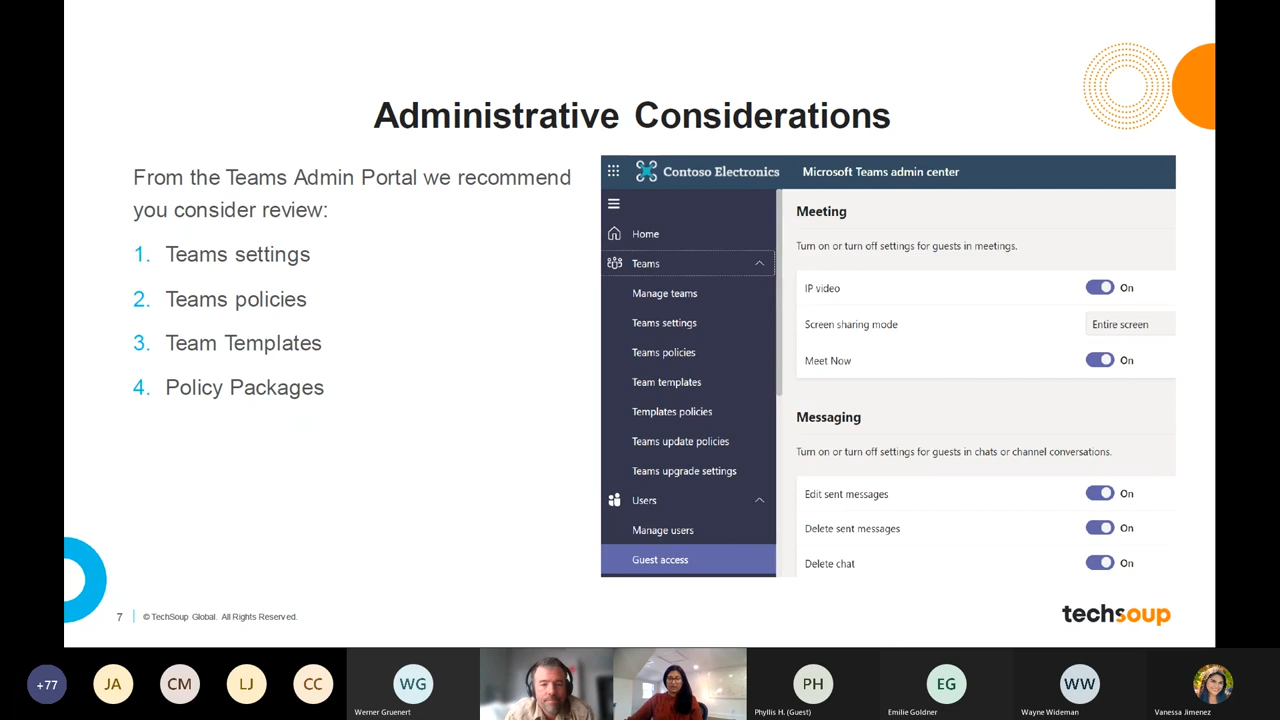 Administrative Considerations
From the Teams Admin Portal we recommend
you consider review:
1. Teams settings
2. Teams policies
3. Team Templates
4. Policy Packages
Contoso Electronics
Microsoft Teams admin center
Home
Teams
Manage teams
Teams settings
Teams policies
Team templates
Templates policies
Teams update policies
Teams upgrade settings
Users
Manage users
Guest access
Meeting
Turn on or turn off settings for guests in meetings.
IP video On
Screen sharing mode Entire screen
Meet Now On
Messaging
Turn on or turn off settings for guests in chats or channel conversations.
Edit sent messages On
Delete sent messages On
Delete chat On
7 © TechSoup Global. All Rights Reserved.
techsoup
+77 JA CM LJ CC WG PH EG WW
Werner Gruenert Phyllis H. (Guest) Emilie Goldner Wayne Wideman Vanessa Jimenez